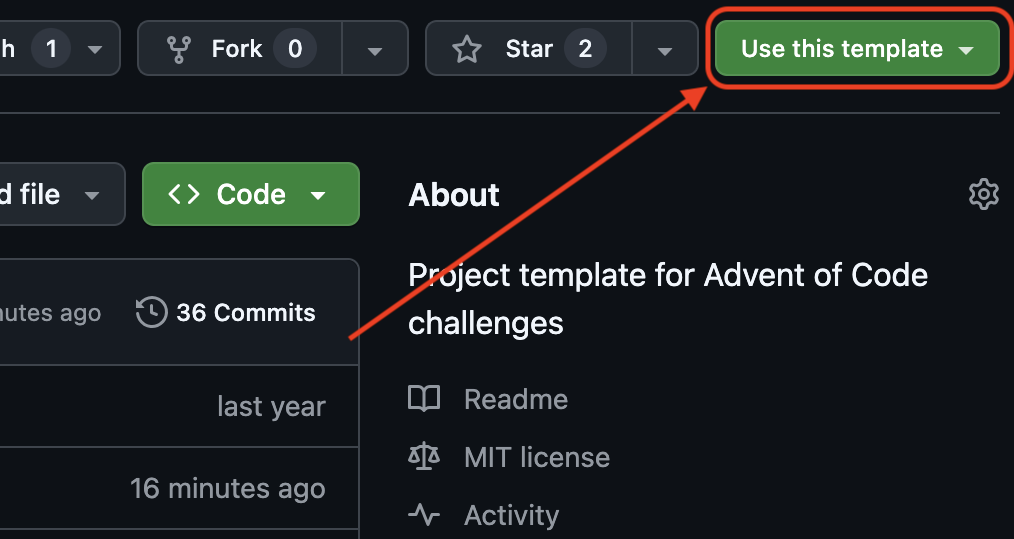 h 1 Fork 0 Star 2 Use this template
d file Code About
Project template for Advent of Code
challenges
nutes ago 36 Commits
Readme
last year
MIT license
16 minutes ago
Activity